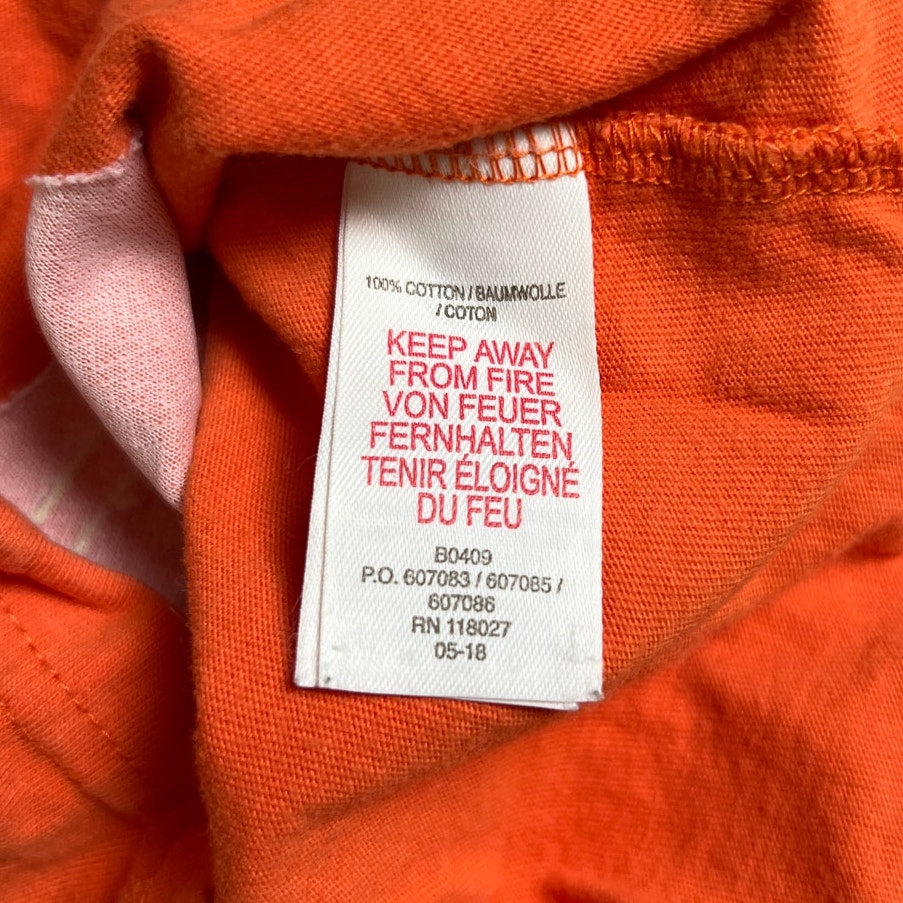 100% COTTON / BAUMWOLLE
/ COTON
KEEP AWAY
FROM FIRE
VON FEUER
FERNHALTEN
TENIR ÉLOIGNÉ
DU FEU
B0409
P.O. 607083 / 607085 /
607086
RN 118027
05-18